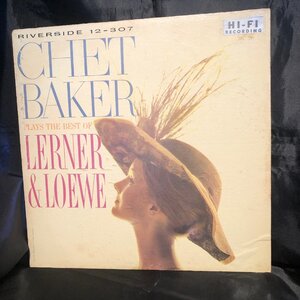 RIVERSIDE 12-307
HI-FI
RECORDING
CHET
BAKER
PLAYS THE BEST OF
LERNER
& LOEWE